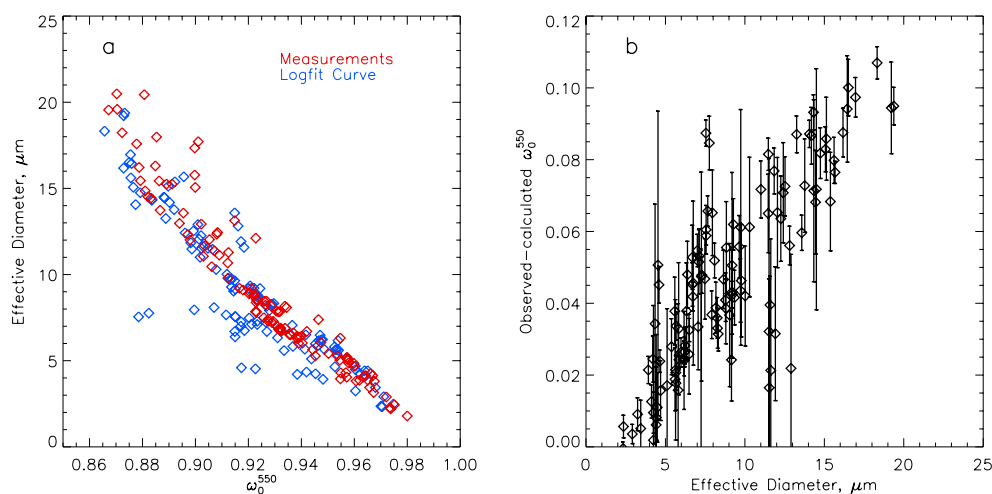 a
Measurements
Logfit Curve
Effective Diameter, μm
25
20
15
10
5
0
0.86 0.88 0.90 0.92 0.94 0.96 0.98 1.00
ω₀⁵⁵⁰
b
Observed-calculated ω₀⁵⁵⁰
0.12
0.10
0.08
0.06
0.04
0.02
0.00
0 5 10 15 20 25
Effective Diameter, μm